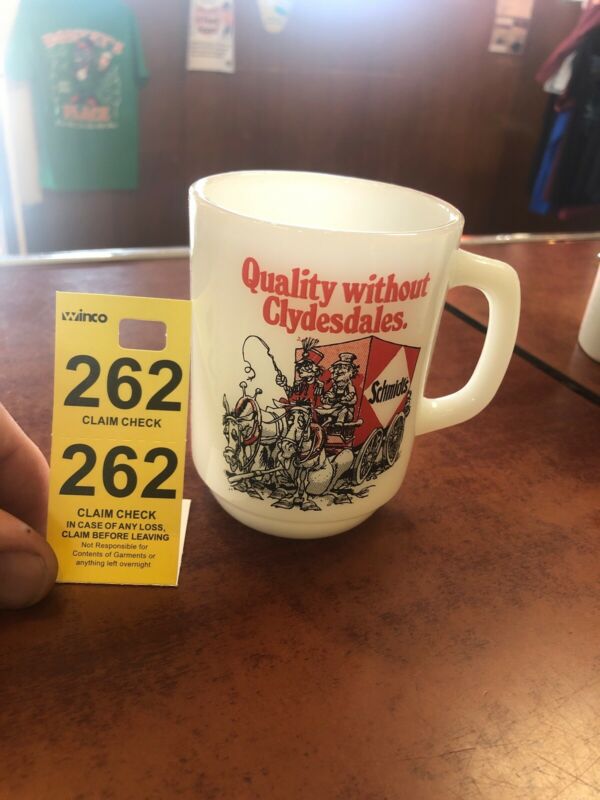 Quality without
Clydesdales.
Schmidt's
Winco
262
CLAIM CHECK
262
CLAIM CHECK
IN CASE OF ANY LOSS,
CLAIM BEFORE LEAVING
Not Responsible for
Contents of Garments or
anything left overnight
PLACE